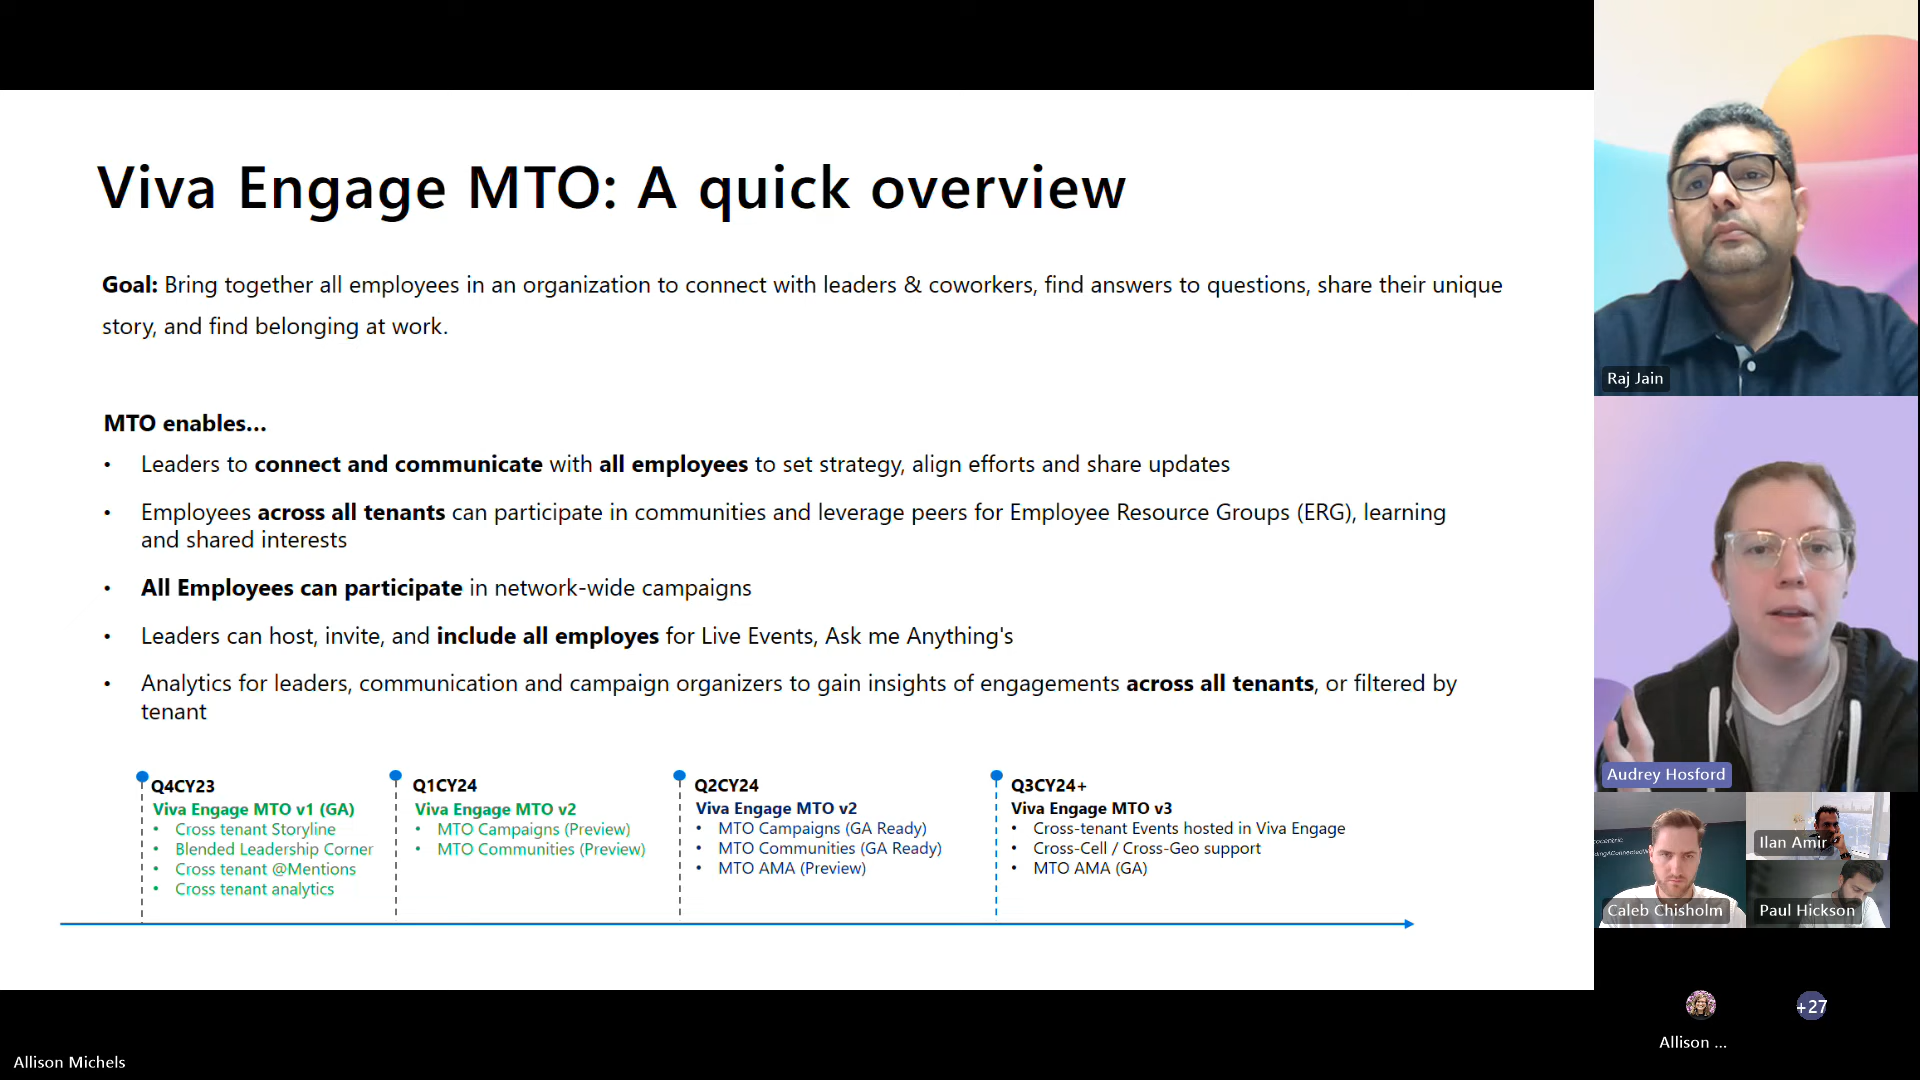 Viva Engage MTO: A quick overview
Goal: Bring together all employees in an organization to connect with leaders & coworkers, find answers to questions, share their unique
story, and find belonging at work.
MTO enables...
• Leaders to connect and communicate with all employees to set strategy, align efforts and share updates
• Employees across all tenants can participate in communities and leverage peers for Employee Resource Groups (ERG), learning
and shared interests
• All Employees can participate in network-wide campaigns
• Leaders can host, invite, and include all employes for Live Events, Ask me Anything's
• Analytics for leaders, communication and campaign organizers to gain insights of engagements across all tenants, or filtered by
tenant
Q4CY23
Viva Engage MTO v1 (GA)
• Cross tenant Storyline
• Blended Leadership Corner
• Cross tenant @Mentions
• Cross tenant analytics
Q1CY24
Viva Engage MTO v2
• MTO Campaigns (Preview)
• MTO Communities (Preview)
Q2CY24
Viva Engage MTO v2
• MTO Campaigns (GA Ready)
• MTO Communities (GA Ready)
• MTO AMA (Preview)
Q3CY24+
Viva Engage MTO v3
• Cross-tenant Events hosted in Viva Engage
• Cross-Cell / Cross-Geo support
• MTO AMA (GA)
Raj Jain
Audrey Hosford
Caleb Chisholm
Ilan Amir
Paul Hickson
+27
Allison ...
Allison Michels